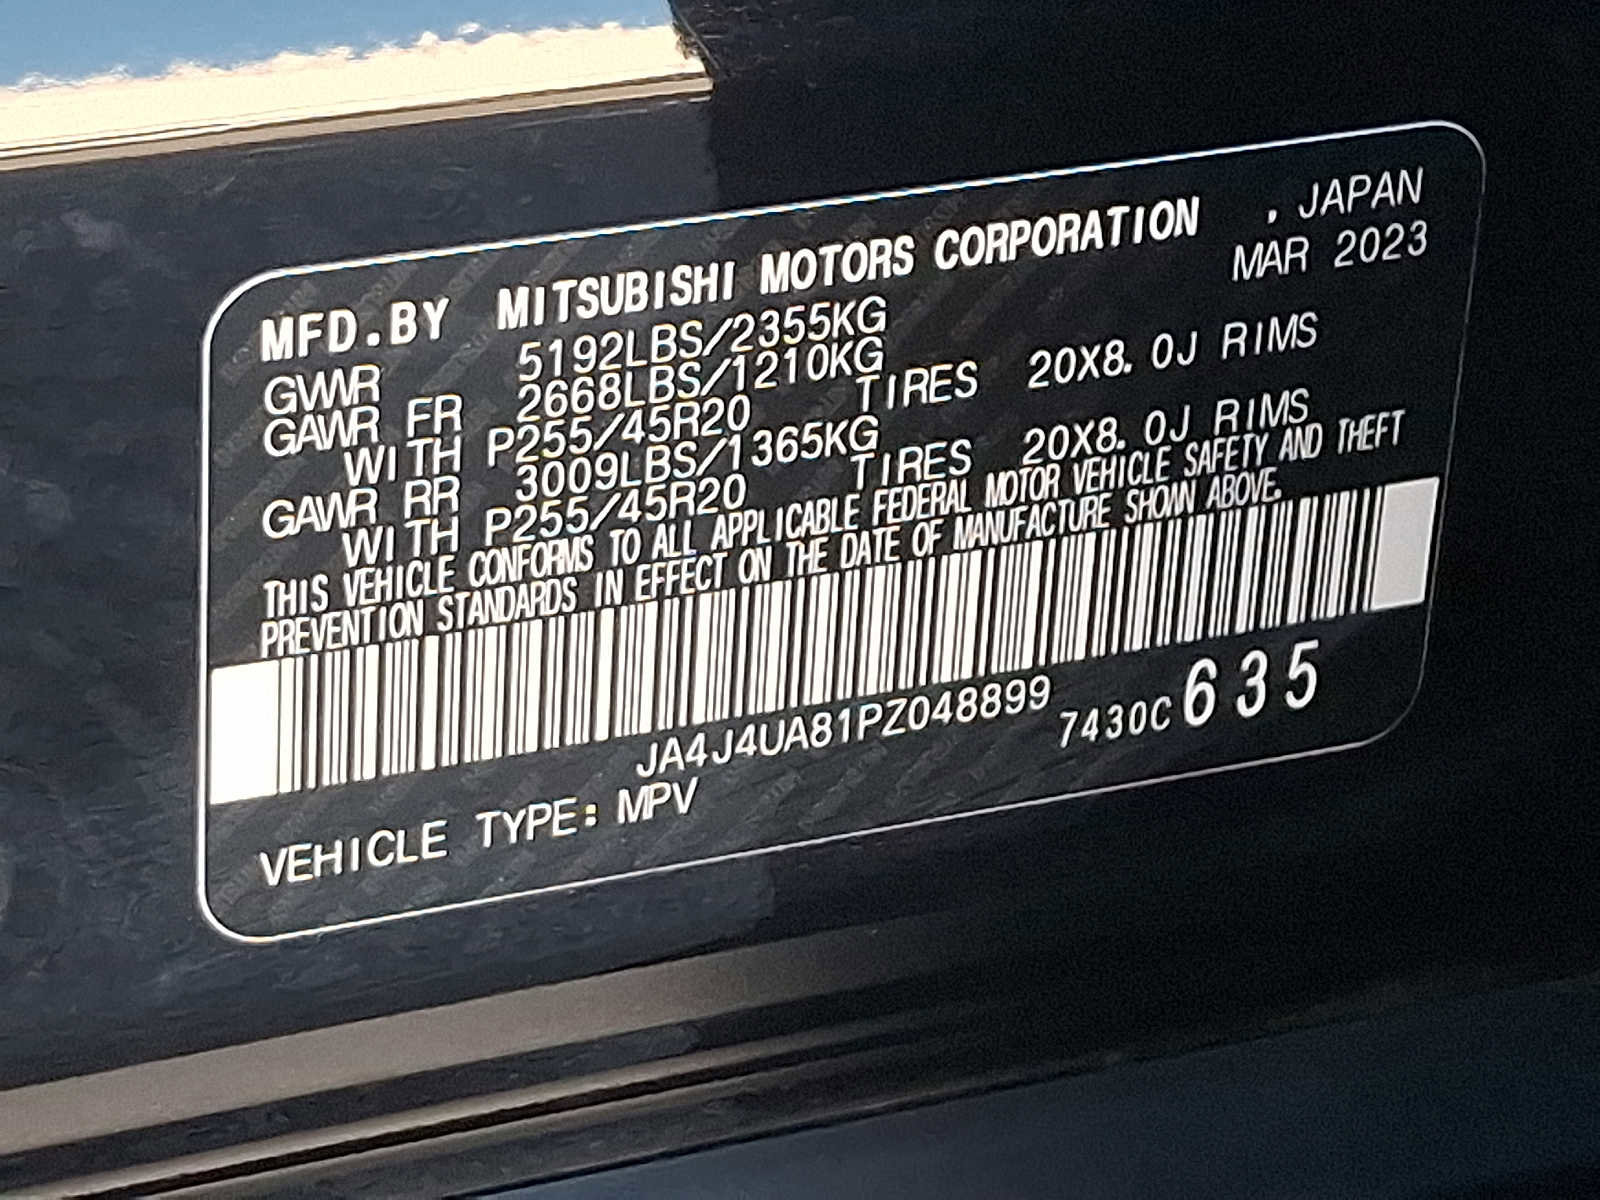 MFD.BY MITSUBISHI MOTORS CORPORATION . JAPAN
GVWR 5192LBS/2355KG MAR 2023
GAWR FR 2668LBS/1210KG
WITH P255/45R20 TIRES 20X8.0J RIMS
GAWR RR 3009LBS/1365KG
WITH P255/45R20 TIRES 20X8.0J RIMS
THIS VEHICLE CONFORMS TO ALL APPLICABLE FEDERAL MOTOR VEHICLE SAFETY AND THEFT
PREVENTION STANDARDS IN EFFECT ON THE DATE OF MANUFACTURE SHOWN ABOVE.
JA4J4UA81PZ048899 7430C 635
VEHICLE TYPE: MPV